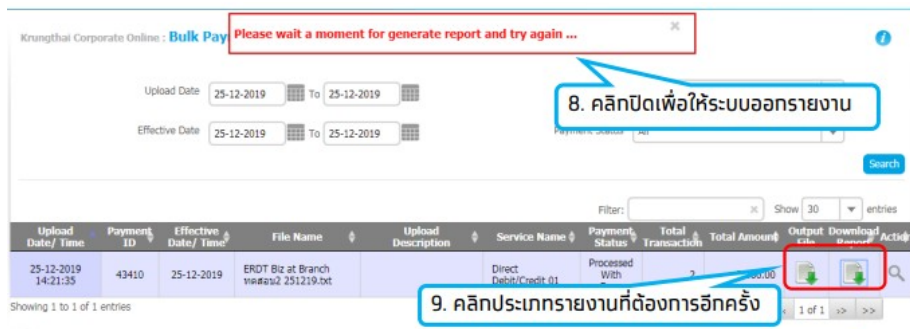 Krungthai Corporate Online : Bulk Pay
Please wait a moment for generate report and try again ...
Upload Date 25-12-2019 To 25-12-2019
8. คลิกปิดเพื่อให้ระบบออกรายงาน
Effective Date 25-12-2019 To 25-12-2019
Payment Status All
Search
Filter: Show 30 entries
Upload Date/ Time Payment ID Effective Date/ Time File Name Upload Description Service Name Payment Status Total Transaction Total Amount Output File Download Report Action
25-12-2019 14:21:35 43410 25-12-2019 ERDT Biz at Branch ทดสอบ2 251219.txt Direct Debit/Credit 01 Processed With 2
9. คลิกประเภทรายงานที่ต้องการอีกครั้ง
Showing 1 to 1 of 1 entries
1 of 1 >> >>